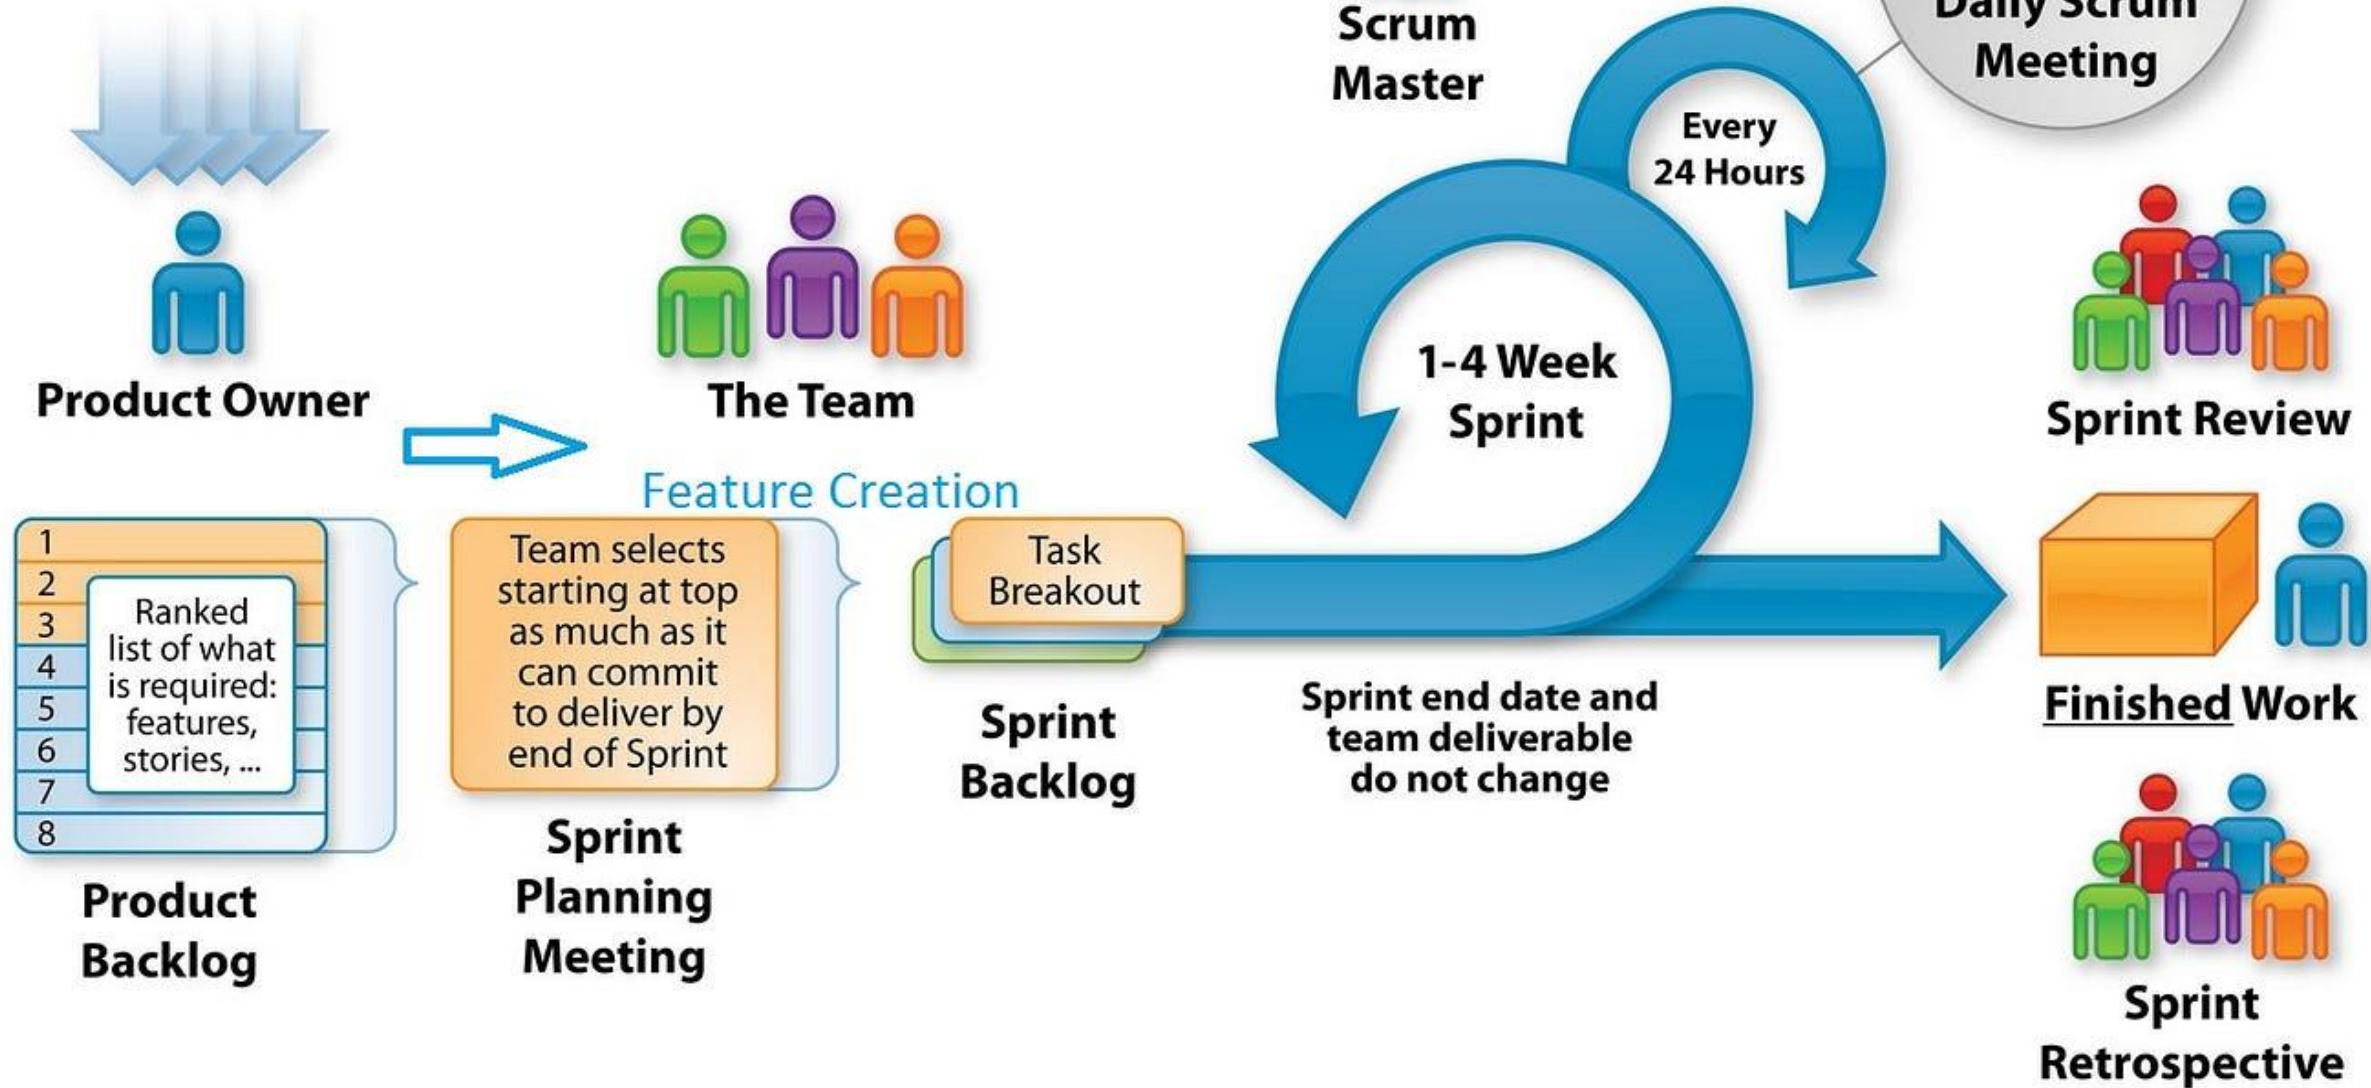 Scrum
Master
Daily Scrum
Meeting
Every
24 Hours
Product Owner
The Team
1-4 Week
Sprint
Sprint Review
Feature Creation
1
2
3
4
5
6
7
8
Ranked
list of what
is required:
features,
stories, ...
Product
Backlog
Team selects
starting at top
as much as it
can commit
to deliver by
end of Sprint
Sprint
Planning
Meeting
Task
Breakout
Sprint
Backlog
Sprint end date and
team deliverable
do not change
Finished Work
Sprint
Retrospective